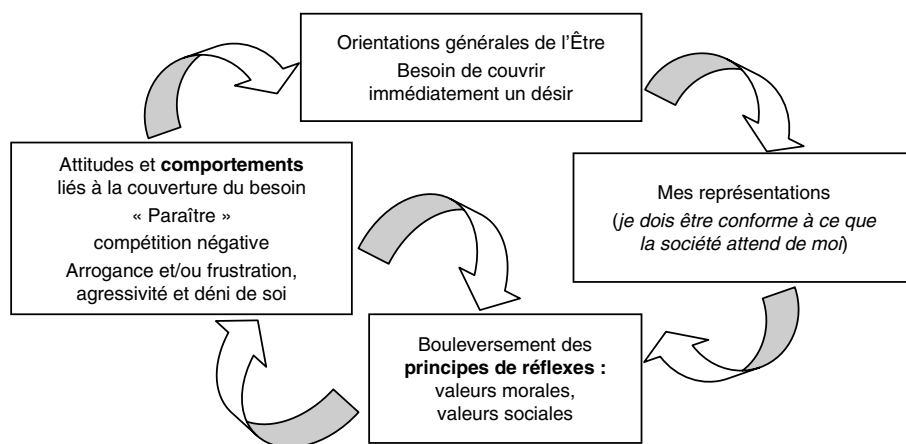 Orientations générales de l’Être
Besoin de couvrir
immédiatement un désir
Attitudes et comportements
liés à la couverture du besoin
« Paraître »
compétition négative
Arrogance et/ou frustration,
agressivité et déni de soi
Mes représentations
(je dois être conforme à ce que
la société attend de moi)
Bouleversement des
principes de réflexes :
valeurs morales,
valeurs sociales